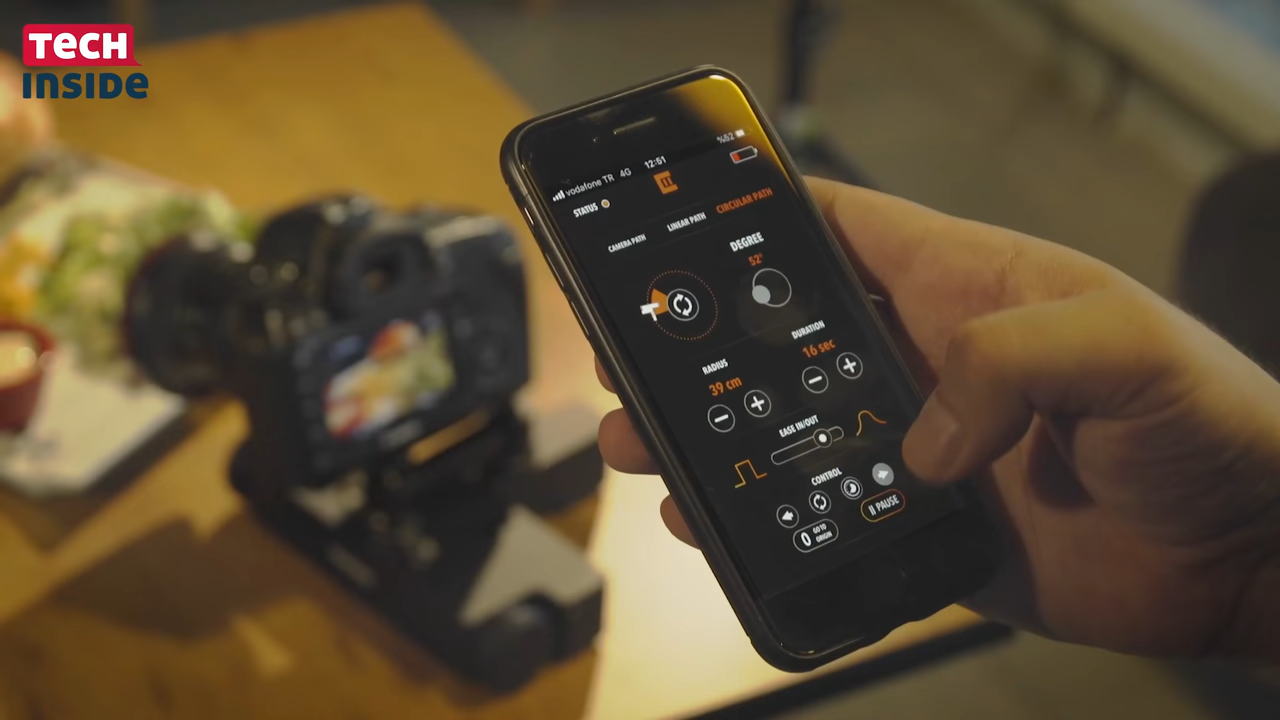 TECH
INSIDE
vodafone TR 4G 12:51 %52
STATUS
CAMERA PATH LINEAR PATH CIRCULAR PATH
DEGREE
52°
RADIUS
39 cm
DURATION
16 sec
EASE IN/OUT
CONTROL
GO TO
ORIGIN
PAUSE